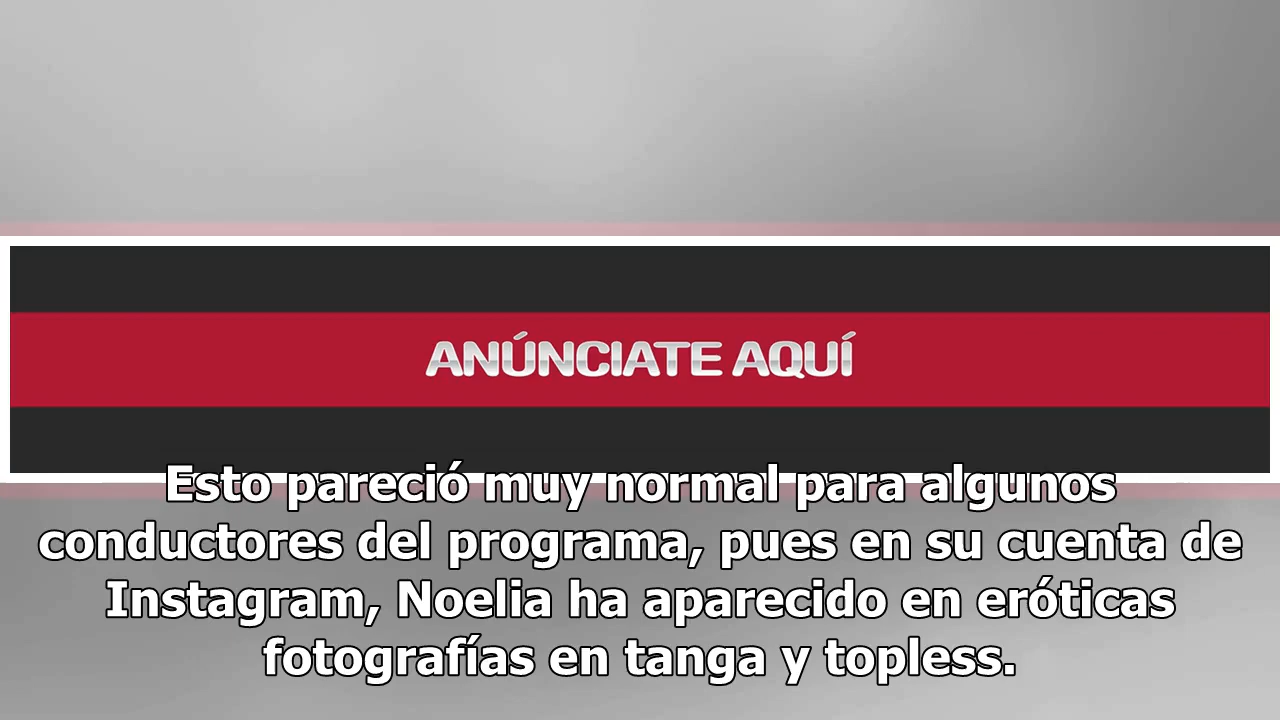 ANÚNCIATE AQUÍ
Esto pareció muy normal para algunos
conductores del programa, pues en su cuenta de
Instagram, Noelia ha aparecido en eróticas
fotografías en tanga y topless.